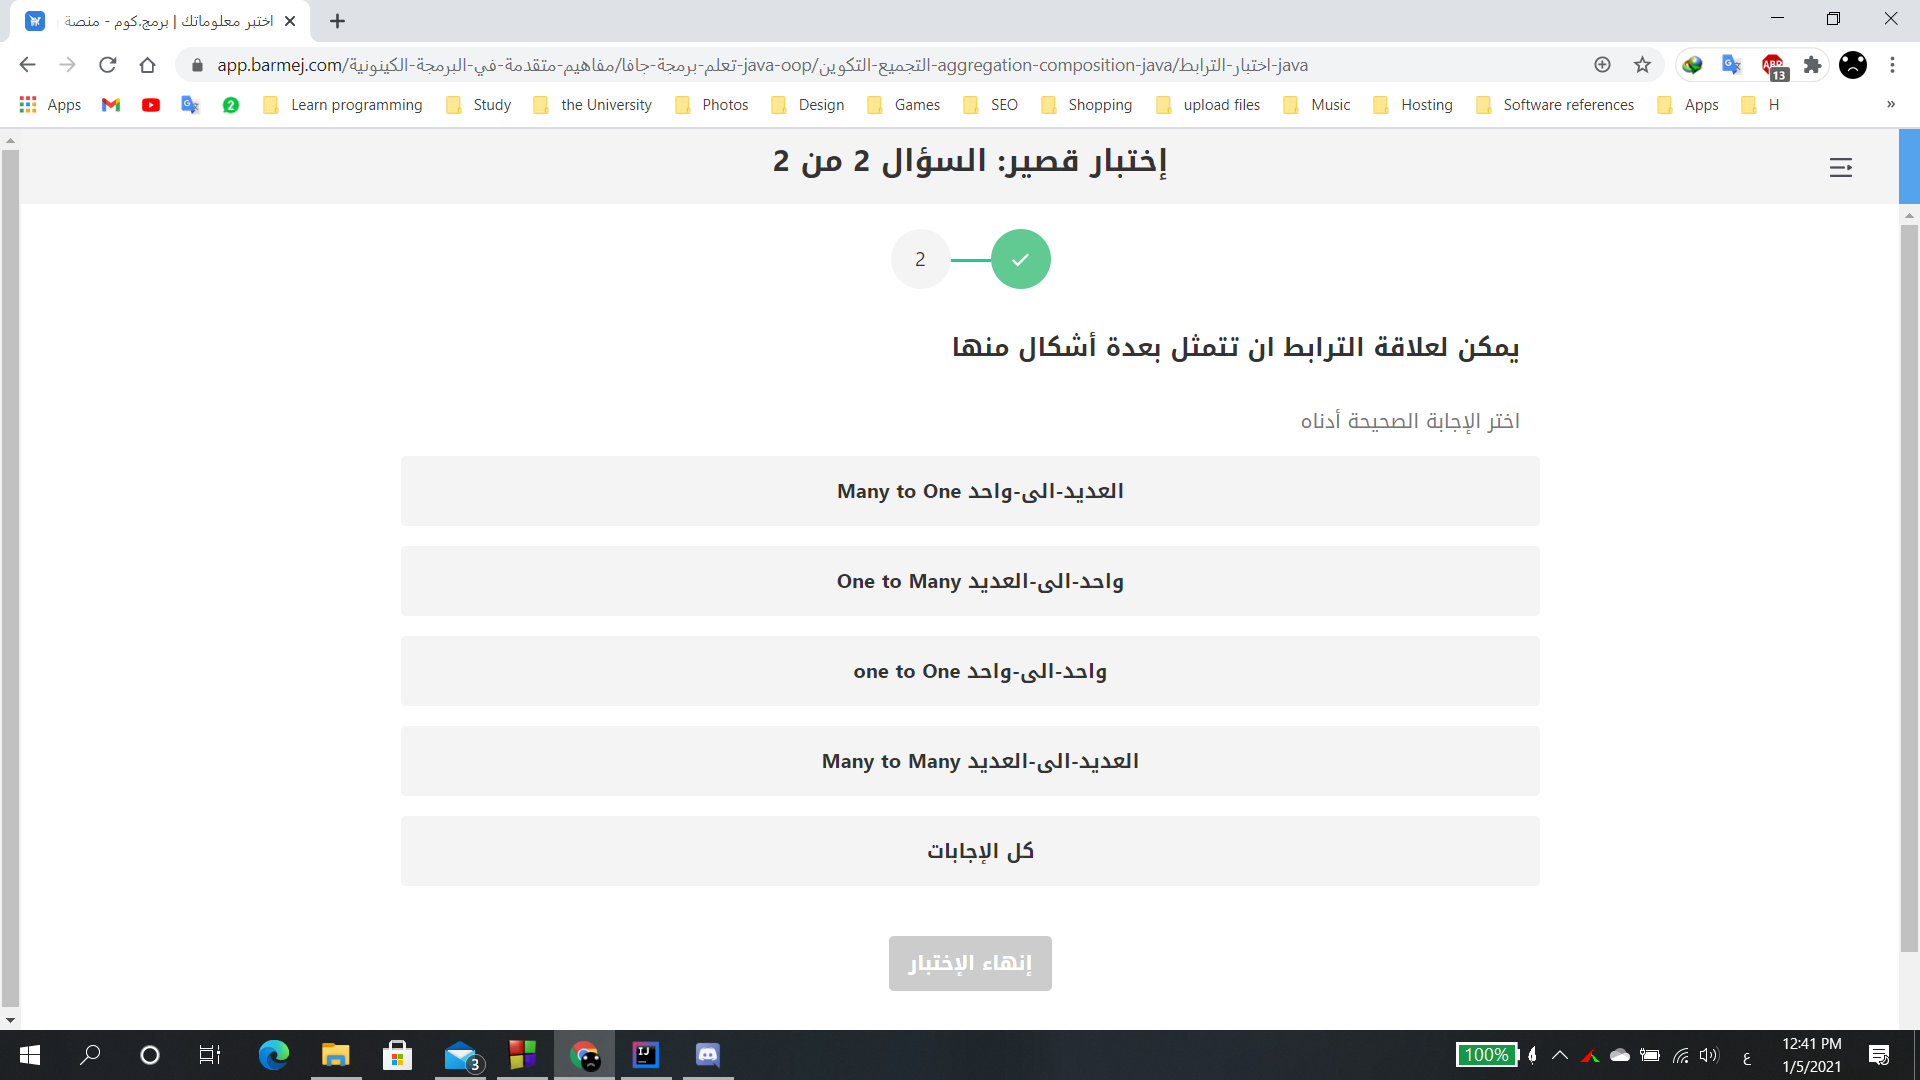 اختبر معلوماتك | برمج.كوم - منصة
app.barmej.com/تعلم-برمجة-جافا/مفاهيم-متقدمة-في-البرمجة-الكينونية-java-oop/التجميع-التكوين-aggregation-composition-java/اختبار-الترابط-java
13
Apps
2
Learn programming
Study
the University
Photos
Design
Games
SEO
Shopping
upload files
Music
Hosting
Software references
Apps
H
»
إختبار قصير: السؤال 2 من 2
2
يمكن لعلاقة الترابط ان تتمثل بعدة أشكال منها
اختر الإجابة الصحيحة أدناه
العديد-الى-واحد Many to One
واحد-الى-العديد One to Many
واحد-الى-واحد one to One
العديد-الى-العديد Many to Many
كل الإجابات
إنهاء الإختبار
3
IJ
100%
ع
12:41 PM
1/5/2021